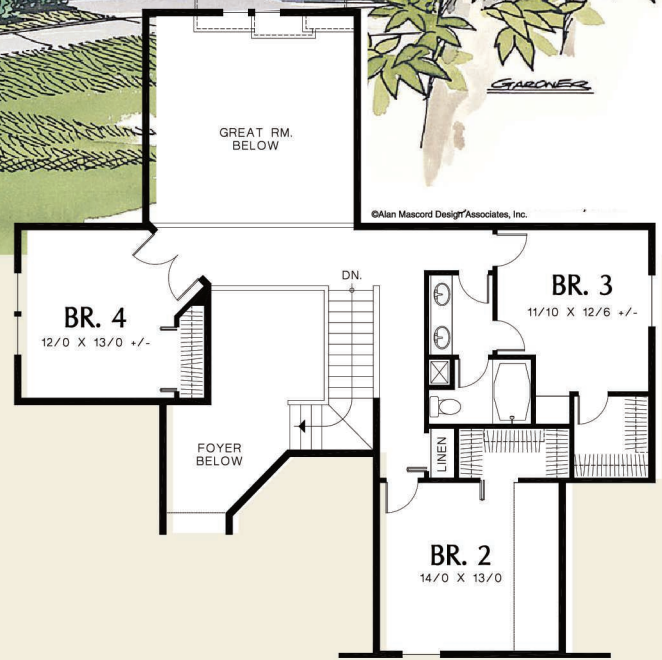 GARDNER
GREAT RM.
BELOW
©Alan Mascord Design Associates, Inc.
DN.
BR. 3
11/10 X 12/6 +/-
BR. 4
12/0 X 13/0 +/-
FOYER
BELOW
LINEN
BR. 2
14/0 X 13/0